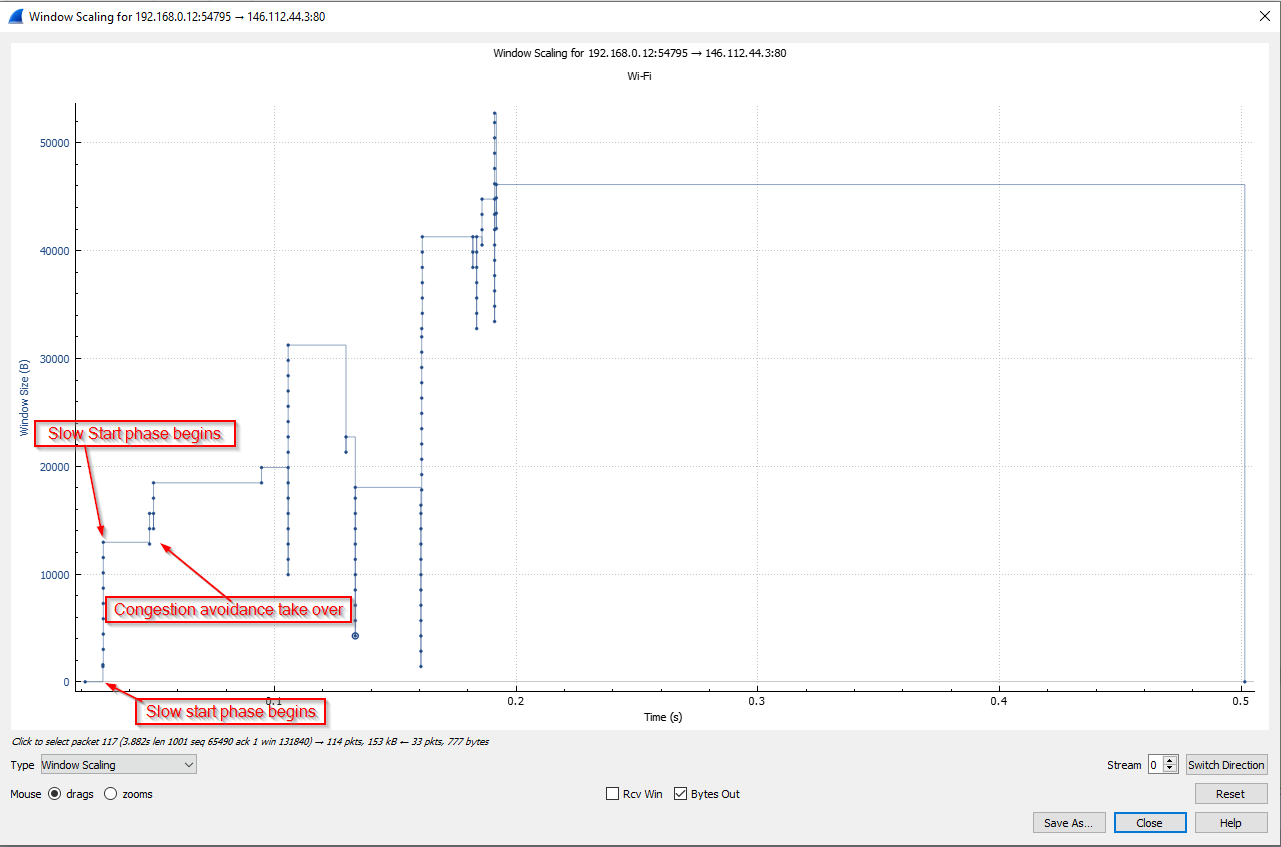 Window Scaling for 192.168.0.12:54795 → 146.112.44.3:80
Window Scaling for 192.168.0.12:54795 → 146.112.44.3:80
Wi-Fi
50000
40000
30000
20000
10000
0
Window Size (B)
Slow Start phase begins
Congestion avoidance take over
Slow start phase begins
0.1
0.2
0.3
0.4
0.5
Time (s)
Click to select packet 117 (3.882s len 1001 seq 65490 ack 1 win 131840) → 114 pkts, 153 kB ← 33 pkts, 777 bytes
Type Window Scaling
Stream 0 Switch Direction
Mouse drags zooms
Rcv Win Bytes Out
Reset
Save As... Close Help